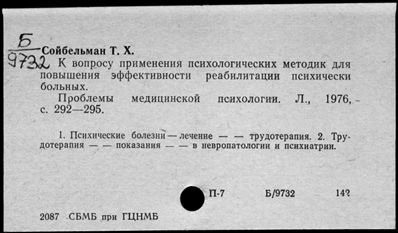 Б
9732
Сойбельман Т. Х.
К вопросу применения психологических методик для
повышения эффективности реабилитации психически
больных.
Проблемы медицинской психологии. Л., 1976,
с. 292—295.
1. Психические болезни — лечение — — трудотерапия. 2. Тру-
дотерапия — — показания — — в невропатологии и психиатрии.
П-7 Б/9732 14?
2087 СБМБ при ГЦНМБ